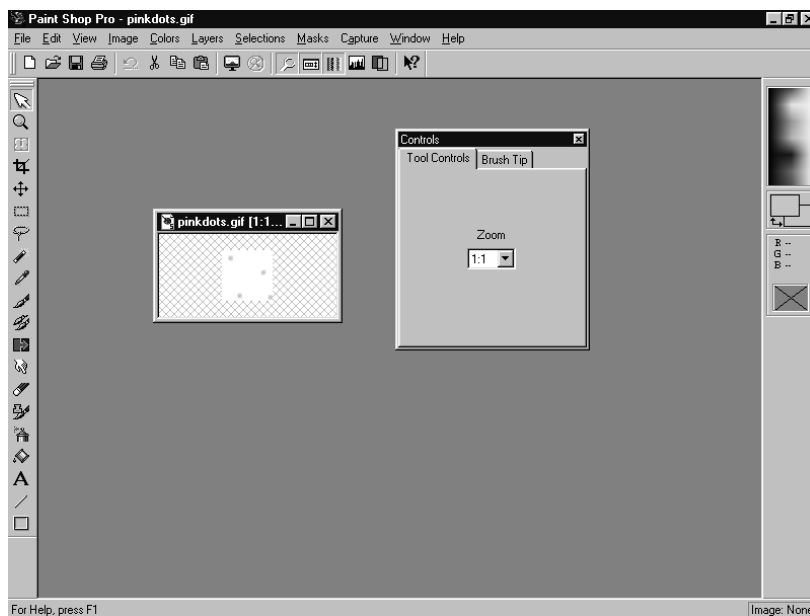 Paint Shop Pro - pinkdots.gif
File Edit View Image Colors Layers Selections Masks Capture Window Help
Controls
Tool Controls Brush Tip
pinkdots.gif [1:1...
Zoom
1:1
R --
G --
B --
A
For Help, press F1
Image: None